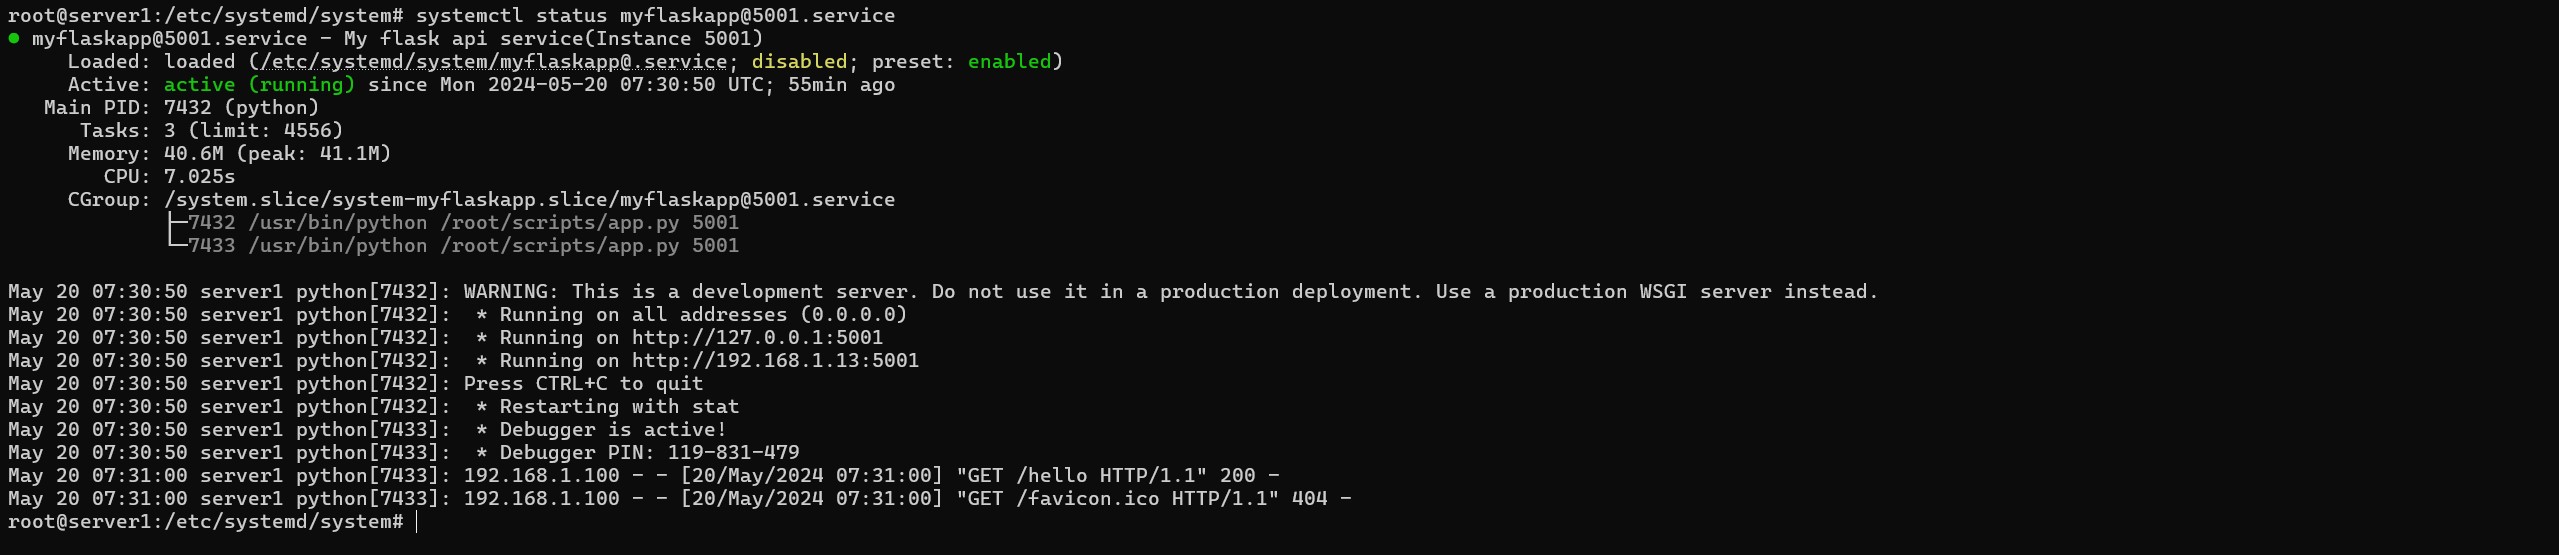 root@server1:/etc/systemd/system# systemctl status myflaskapp@5001.service
● myflaskapp@5001.service - My flask api service(Instance 5001)
     Loaded: loaded (/etc/systemd/system/myflaskapp@.service; disabled; preset: enabled)
     Active: active (running) since Mon 2024-05-20 07:30:50 UTC; 55min ago
   Main PID: 7432 (python)
      Tasks: 3 (limit: 4556)
     Memory: 40.6M (peak: 41.1M)
        CPU: 7.025s
     CGroup: /system.slice/system-myflaskapp.slice/myflaskapp@5001.service
             ├─7432 /usr/bin/python /root/scripts/app.py 5001
             └─7433 /usr/bin/python /root/scripts/app.py 5001

May 20 07:30:50 server1 python[7432]: WARNING: This is a development server. Do not use it in a production deployment. Use a production WSGI server instead.
May 20 07:30:50 server1 python[7432]:  * Running on all addresses (0.0.0.0)
May 20 07:30:50 server1 python[7432]:  * Running on http://127.0.0.1:5001
May 20 07:30:50 server1 python[7432]:  * Running on http://192.168.1.13:5001
May 20 07:30:50 server1 python[7432]: Press CTRL+C to quit
May 20 07:30:50 server1 python[7432]:  * Restarting with stat
May 20 07:30:50 server1 python[7433]:  * Debugger is active!
May 20 07:30:50 server1 python[7433]:  * Debugger PIN: 119-831-479
May 20 07:31:00 server1 python[7433]: 192.168.1.100 - - [20/May/2024 07:31:00] "GET /hello HTTP/1.1" 200 -
May 20 07:31:00 server1 python[7433]: 192.168.1.100 - - [20/May/2024 07:31:00] "GET /favicon.ico HTTP/1.1" 404 -
root@server1:/etc/systemd/system#